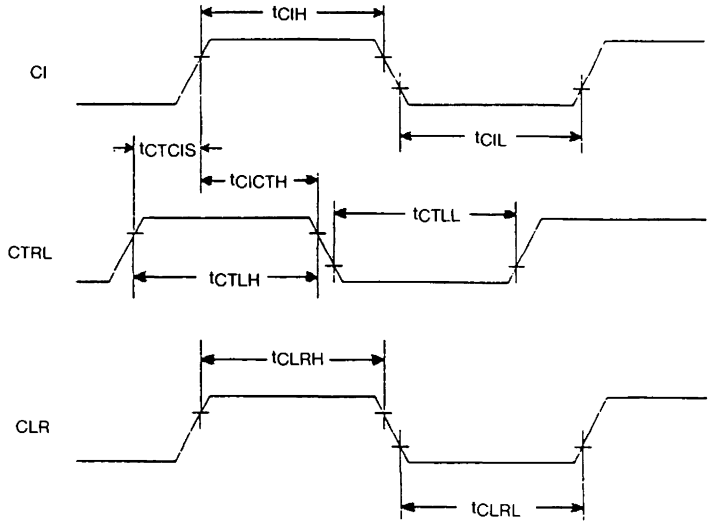 tCIH
CI
tCIL
tCTCIS
tCICTH
tCTLL
CTRL
tCTLH
tCLRH
CLR
tCLRL